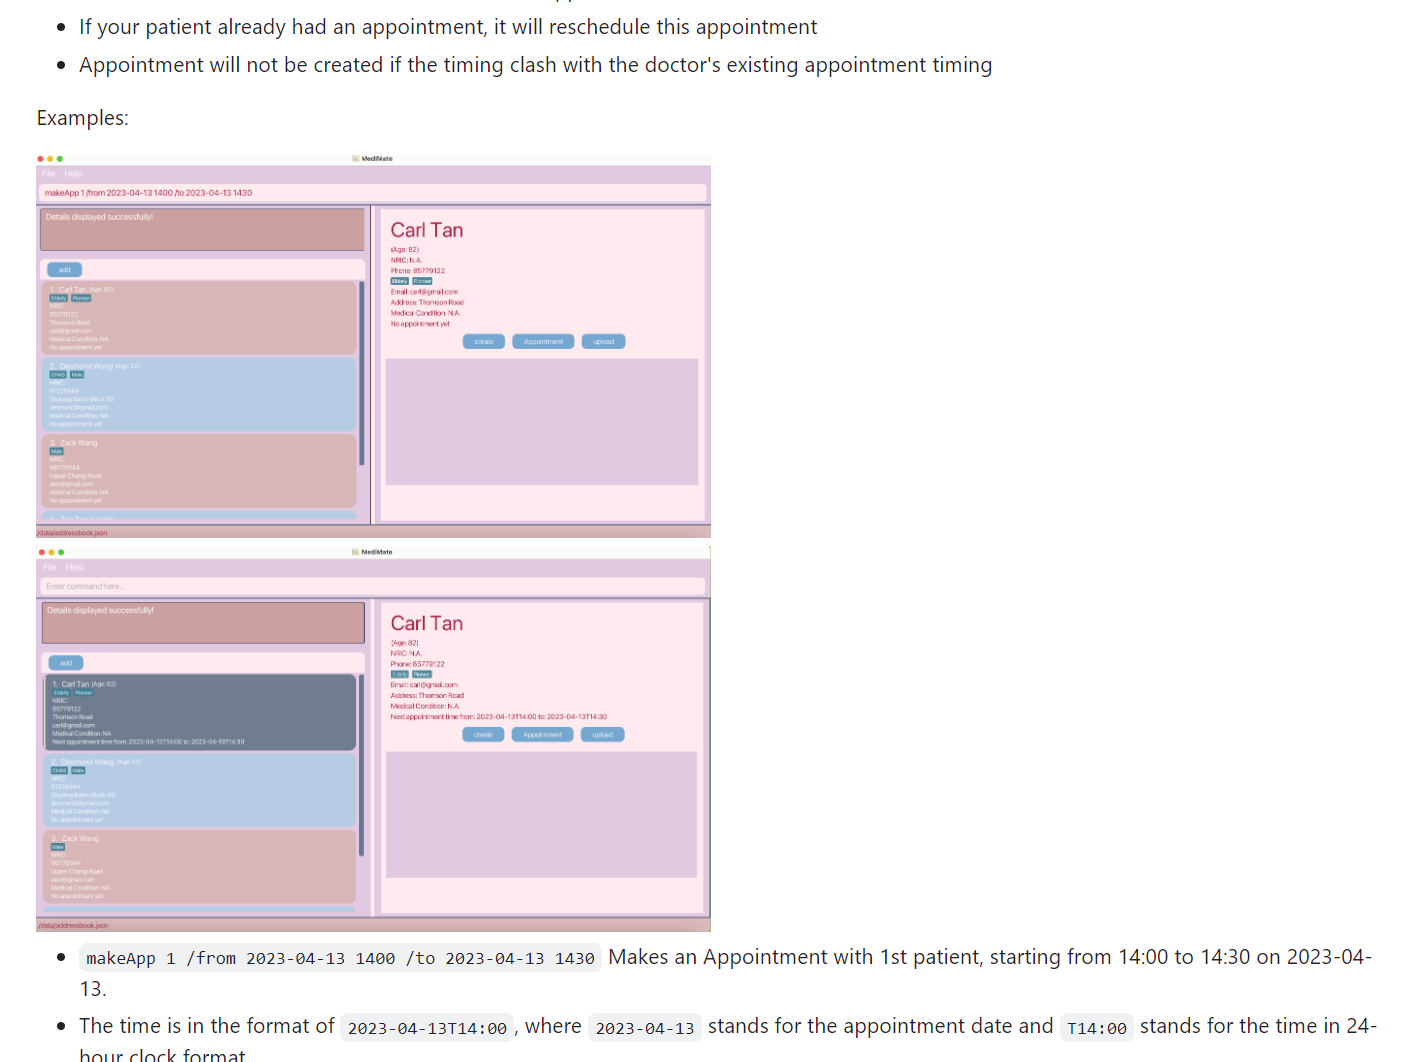 If your patient already had an appointment, it will reschedule this appointment
Appointment will not be created if the timing clash with the doctor's existing appointment timing
Examples:
MediMate
File Help
makeApp 1 /from 2023-04-13 1400 /to 2023-04-13 1430
Details displayed successfully!
add
1. Carl Tan (Age: 82)
Elderly Pioneer
NRIC:
85779122
Thomson Road
carl@gmail.com
Medical Condition: NA
No appointment yet
2. Desmond Wong (Age: 22)
CHAS Male
NRIC:
91226544
Geylang Bahru Block 99
desmond@gmail.com
Medical Condition: NA
No appointment yet
3. Zack Wang
Male
NRIC:
98776544
Upper Changi Road
alex@gmail.com
Medical Condition: NA
No appointment yet
Carl Tan
(Age: 82)
NRIC: N.A.
Phone: 85779122
Elderly Pioneer
Email: carl@gmail.com
Address: Thomson Road
Medical Condition: N.A.
No appointment yet
create Appointment upload
/data/addressbook.json
MediMate
File Help
Enter command here...
Details displayed successfully!
add
1. Carl Tan (Age: 82)
Elderly Pioneer
NRIC:
85779122
Thomson Road
carl@gmail.com
Medical Condition: NA
Next appointment time from: 2023-04-13T14:00 to: 2023-04-13T14:30
2. Desmond Wong (Age: 22)
CHAS Male
NRIC:
91226544
Geylang Bahru Block 99
desmond@gmail.com
Medical Condition: NA
No appointment yet
3. Zack Wang
Male
NRIC:
98776544
Upper Changi Road
alex@gmail.com
Medical Condition: NA
No appointment yet
Carl Tan
(Age: 82)
NRIC: N.A.
Phone: 85779122
Elderly Pioneer
Email: carl@gmail.com
Address: Thomson Road
Medical Condition: N.A.
Next appointment time from: 2023-04-13T14:00 to: 2023-04-13T14:30
create Appointment upload
/data/addressbook.json
makeApp 1 /from 2023-04-13 1400 /to 2023-04-13 1430 Makes an Appointment with 1st patient, starting from 14:00 to 14:30 on 2023-04-
13.
The time is in the format of 2023-04-13T14:00, where 2023-04-13 stands for the appointment date and T14:00 stands for the time in 24-
hour clock format